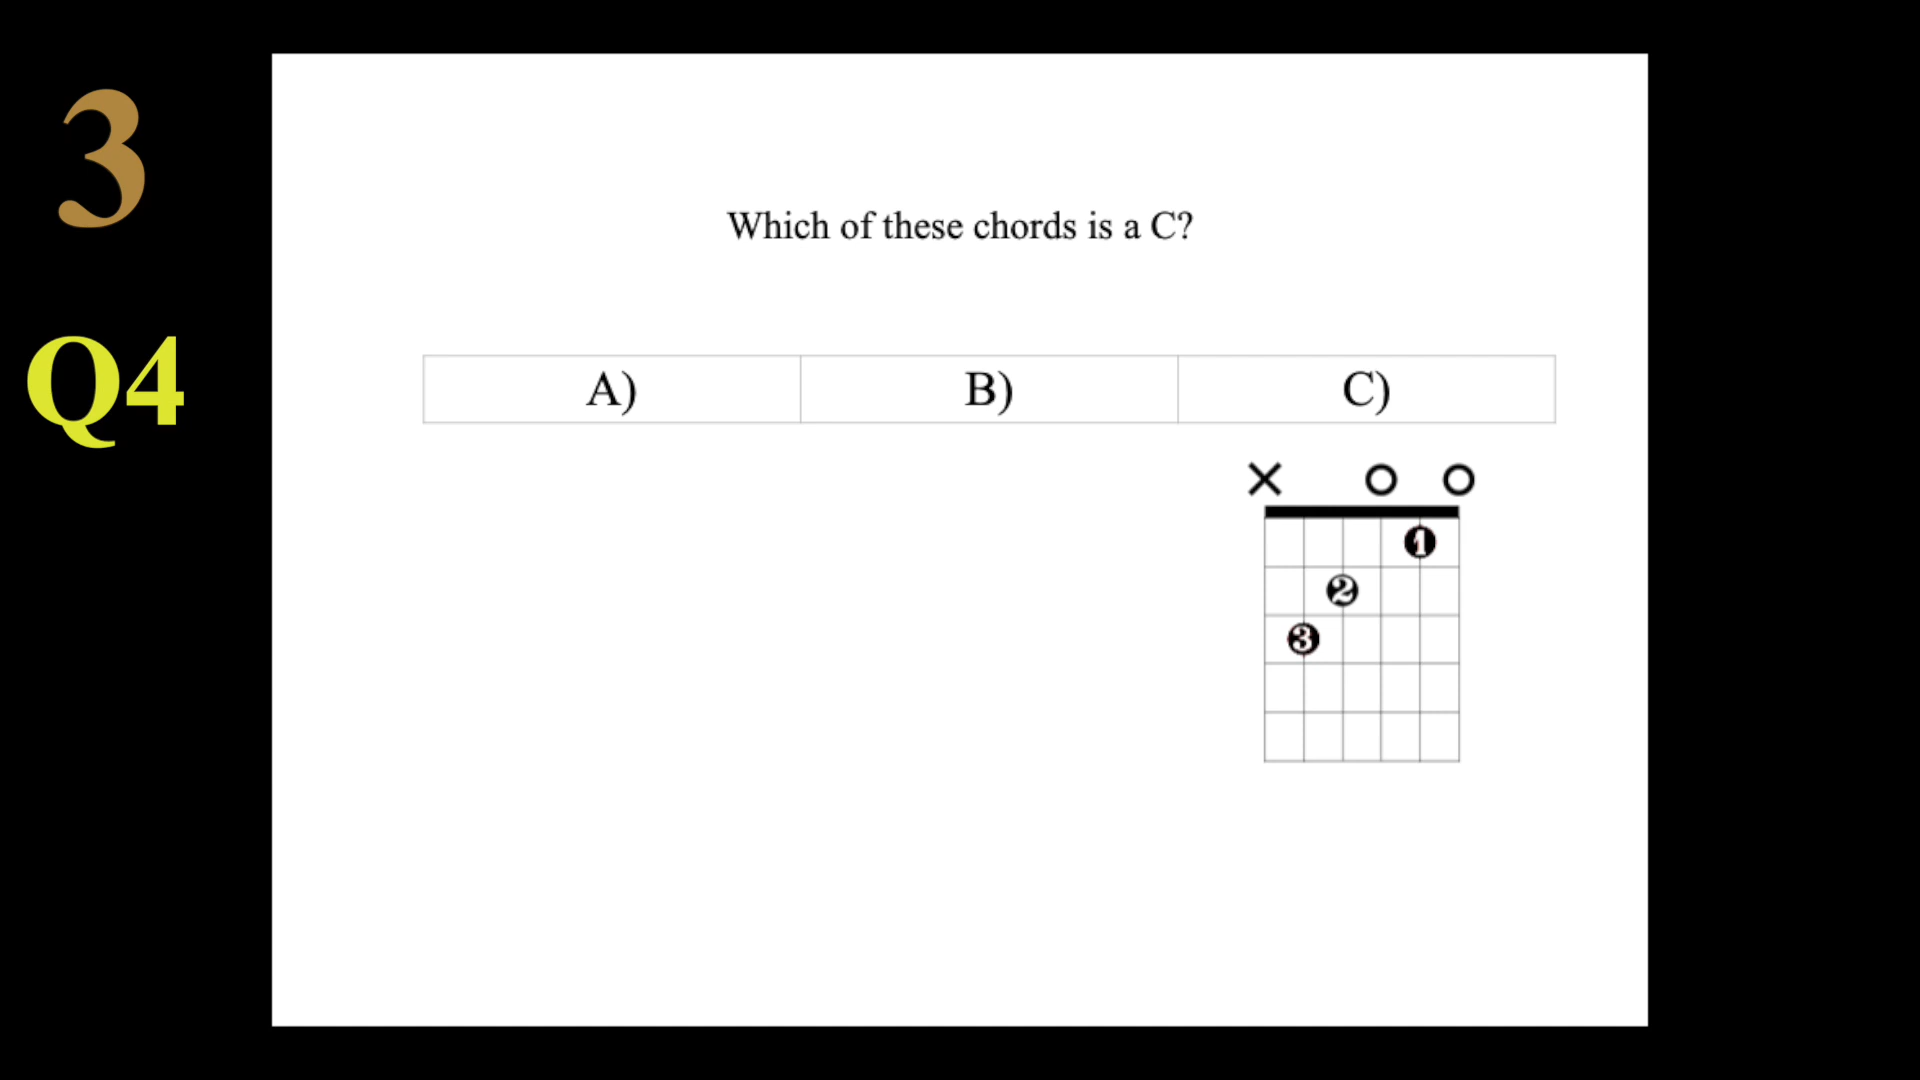 3
Q4
Which of these chords is a C?
A) B) C)
X O O
1
2
3